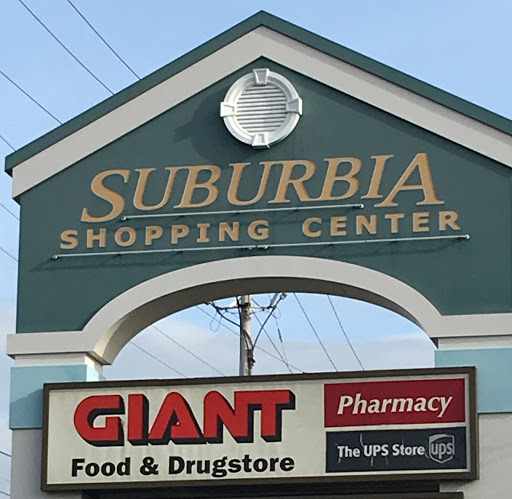 SUBURBIA
SHOPPING CENTER
GIANT
Food & Drugstore
Pharmacy
The UPS Store ups